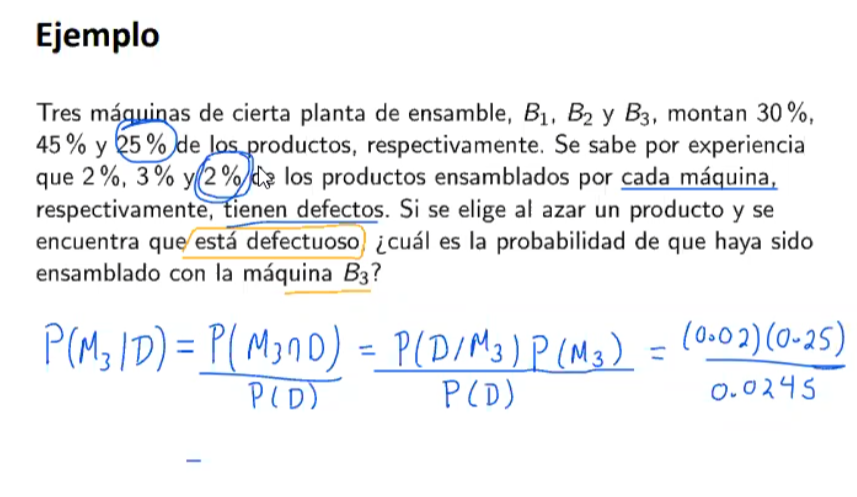 Ejemplo
Tres máquinas de cierta planta de ensamble, B₁, B₂ y B₃, montan 30 %,
45 % y 25 % de los productos, respectivamente. Se sabe por experiencia
que 2 %, 3 % y 2 % de los productos ensamblados por cada máquina,
respectivamente, tienen defectos. Si se elige al azar un producto y se
encuentra que está defectuoso, ¿cuál es la probabilidad de que haya sido
ensamblado con la máquina B₃?
P(M₃/D) = P(M₃∩D) / P(D) = P(D/M₃) P(M₃) / P(D) = (0.02)(0.25) / 0.0245
=